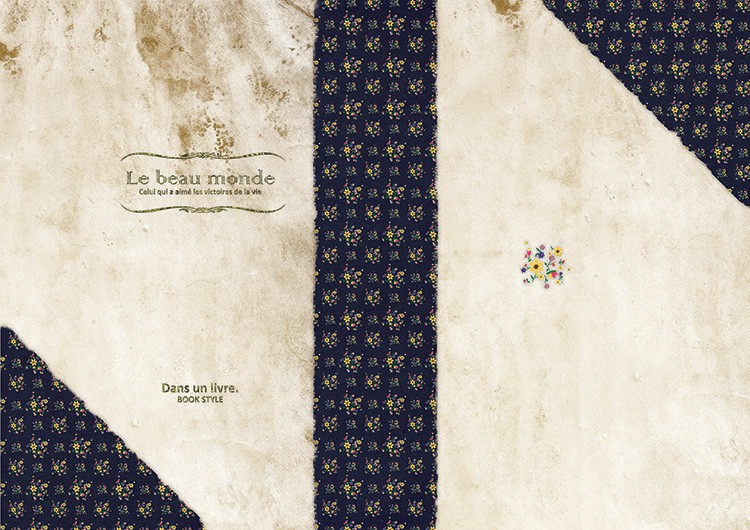 Le beau monde
Celui qui a aimé les victoires de la vie
Dans un livre.
BOOK STYLE